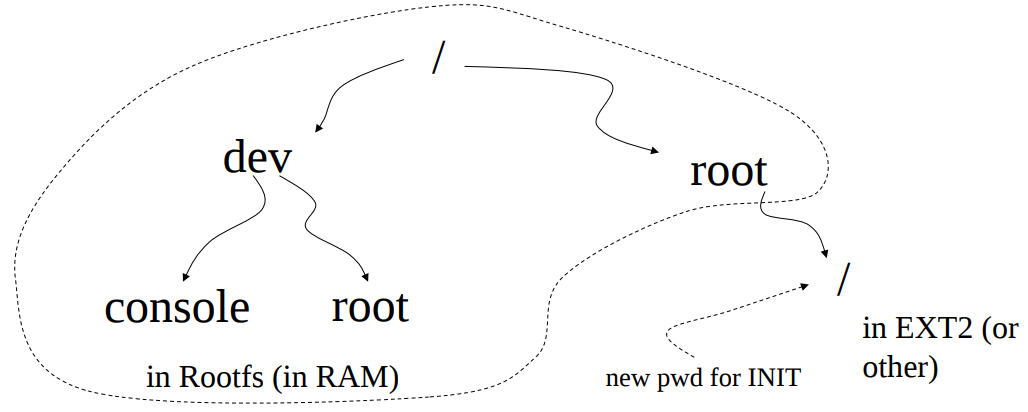 /
dev
root
console
root
/
in EXT2 (or
other)
in Rootfs (in RAM)
new pwd for INIT